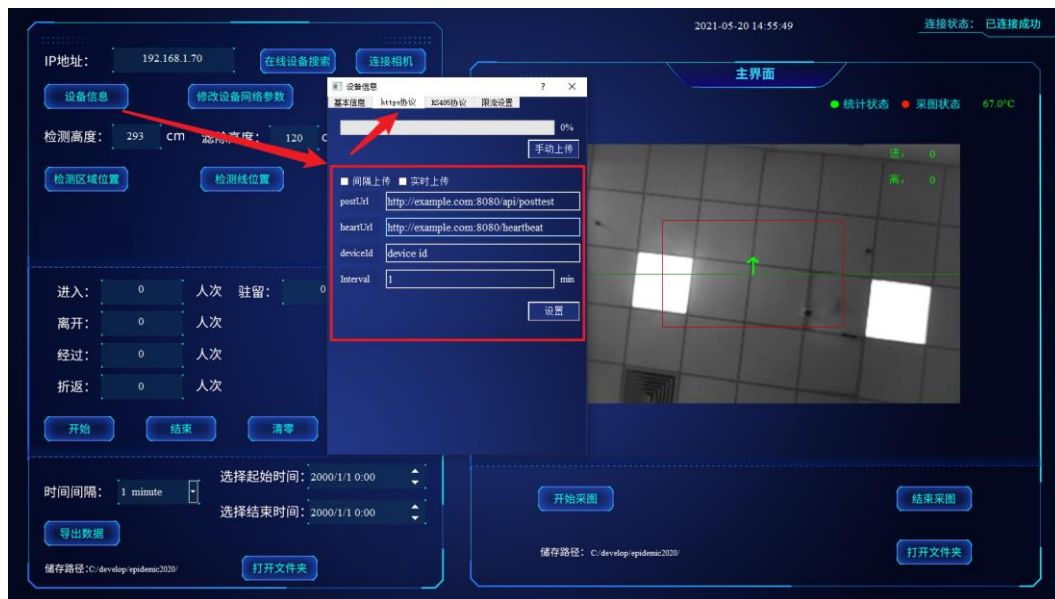 2021-05-20 14:55:49
连接状态： 已连接成功
IP地址： 192.168.1.70 在线设备搜索 连接相机
设备信息 修改设备网络参数
检测高度： 293 cm 滤除高度： 120
检测区域位置 检测线位置
进入： 0 人次 驻留： 0
离开： 0 人次
经过： 0 人次
折返： 0 人次
开始 结束 清零
时间间隔： 1 minute 选择起始时间： 2000/1/1 0:00
选择结束时间： 2000/1/1 0:00
导出数据
储存路径：C:/develop/epidemic2020/ 打开文件夹
设备信息 ? ×
基本信息 https协议 RS485协议 限流设置
0%
手动上传
间隔上传 实时上传
postUrl http://example.com:8080/api/posttest
heartUrl http://example.com:8080/heartbeat
deviceId device id
Interval 1 min
设置
主界面
统计状态 采图状态 67.0°C
进： 0
离： 0
开始采图 结束采图
储存路径： C:/develop/epidemic2020/ 打开文件夹